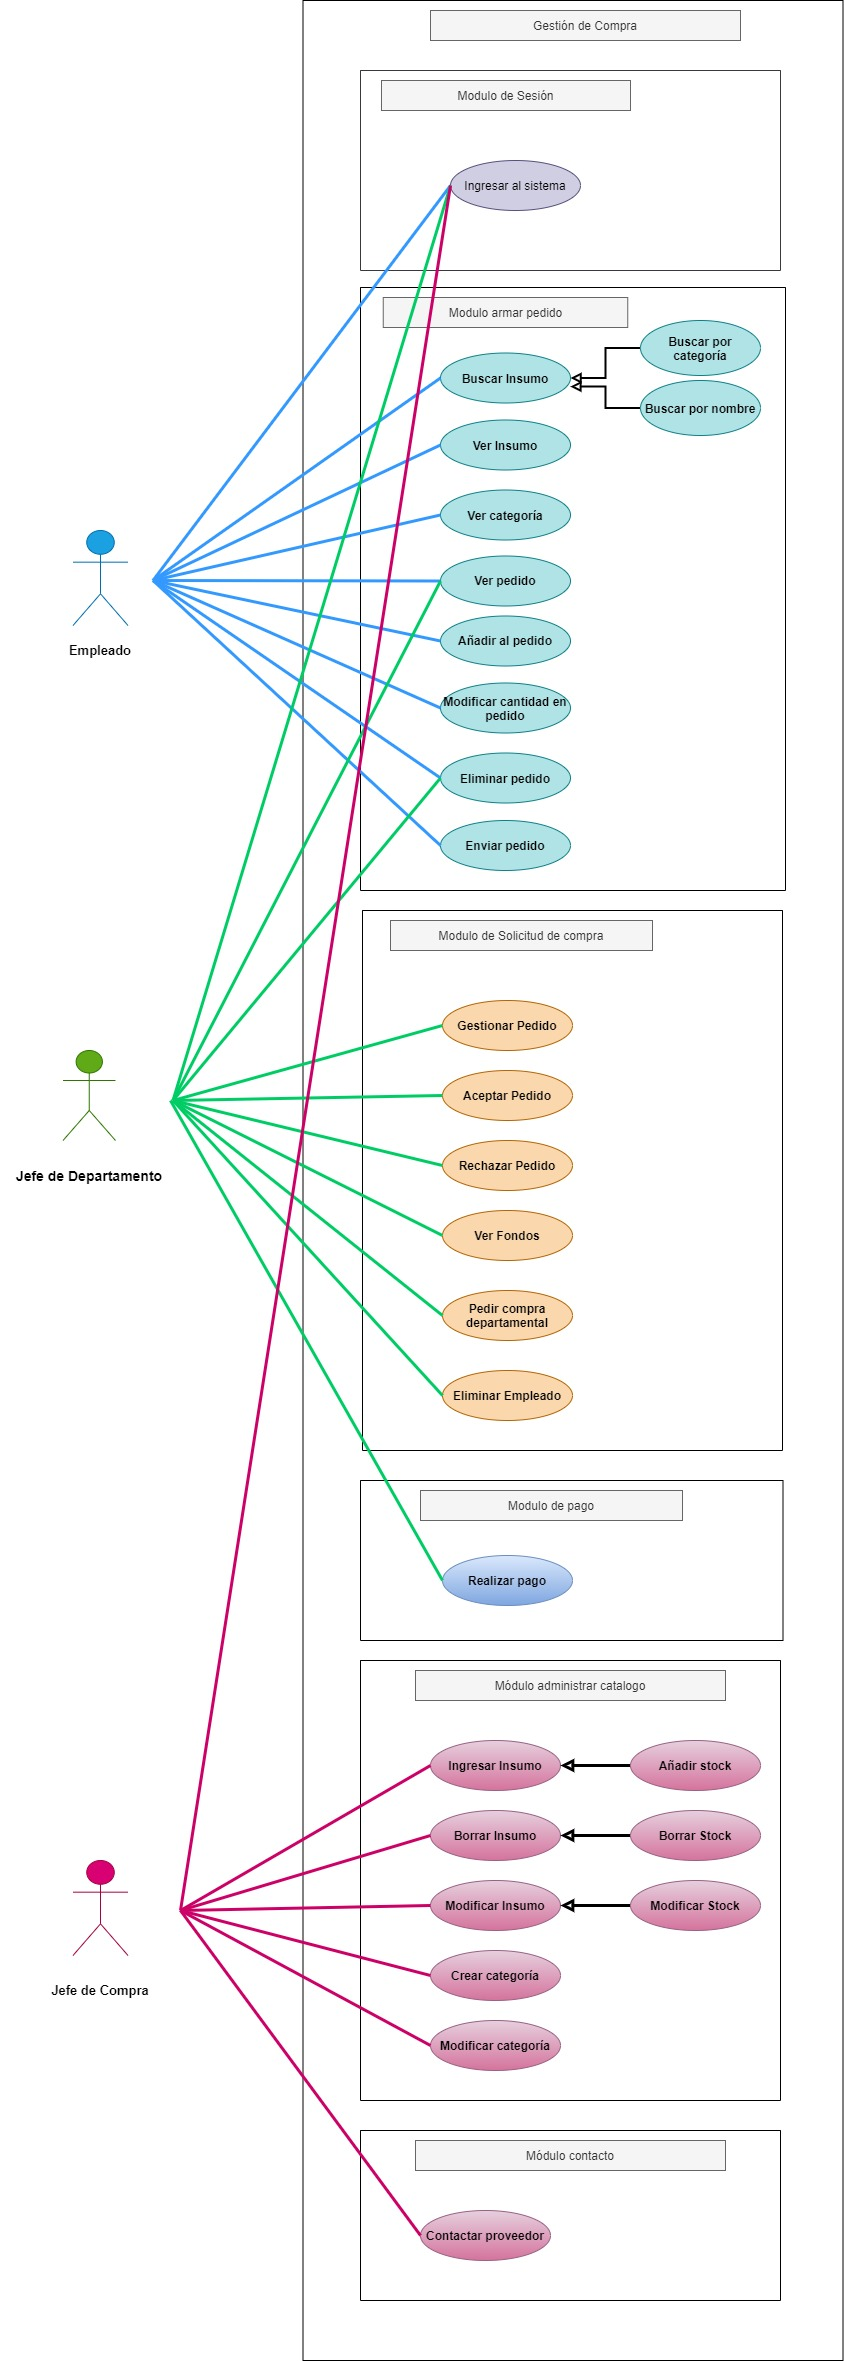 Gestión de Compra
Modulo de Sesión
Ingresar al sistema
Modulo armar pedido
Buscar por
categoría
Buscar Insumo
Buscar por nombre
Ver Insumo
Ver categoría
Ver pedido
Empleado
Añadir al pedido
Modificar cantidad en
pedido
Eliminar pedido
Enviar pedido
Modulo de Solicitud de compra
Gestionar Pedido
Aceptar Pedido
Rechazar Pedido
Jefe de Departamento
Ver Fondos
Pedir compra
departamental
Eliminar Empleado
Modulo de pago
Realizar pago
Módulo administrar catalogo
Ingresar Insumo
Añadir stock
Borrar Insumo
Borrar Stock
Modificar Insumo
Modificar Stock
Crear categoría
Jefe de Compra
Modificar categoría
Módulo contacto
Contactar proveedor